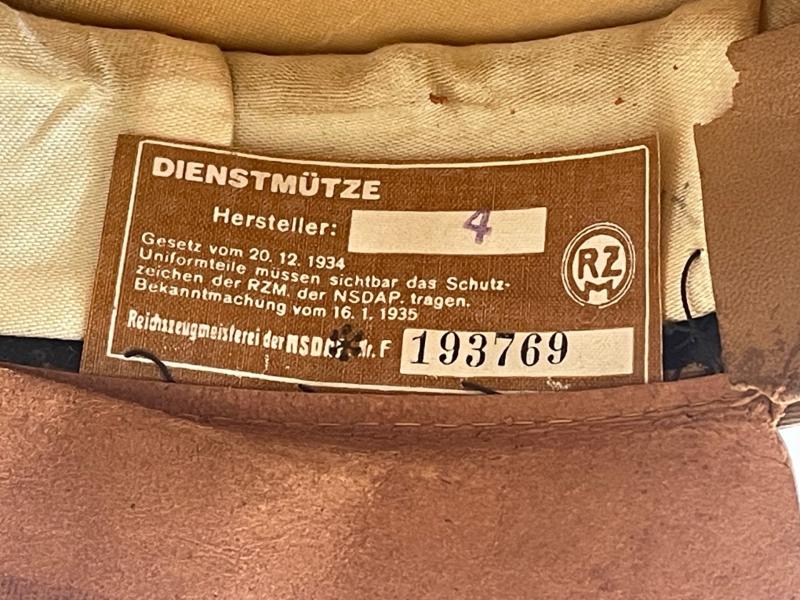 DIENSTMÜTZE
Hersteller: 4
Gesetz vom 20. 12. 1934
Uniformteile müssen sichtbar das Schutz-
zeichen der RZM. der NSDAP. tragen.
Bekanntmachung vom 16. 1. 1935
RZM
Reichszeugmeisterei der F 193769